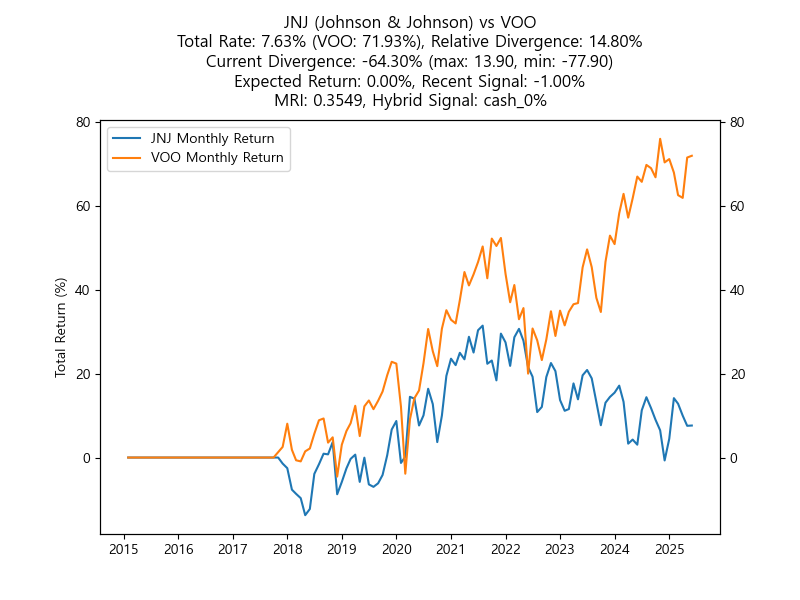 JNJ (Johnson & Johnson) vs VOO
Total Rate: 7.63% (VOO: 71.93%), Relative Divergence: 14.80%
Current Divergence: -64.30% (max: 13.90, min: -77.90)
Expected Return: 0.00%, Recent Signal: -1.00%
MRI: 0.3549, Hybrid Signal: cash_0%
JNJ Monthly Return
VOO Monthly Return
Total Return (%)
80
60
40
20
0
80
60
40
20
0
2015 2016 2017 2018 2019 2020 2021 2022 2023 2024 2025